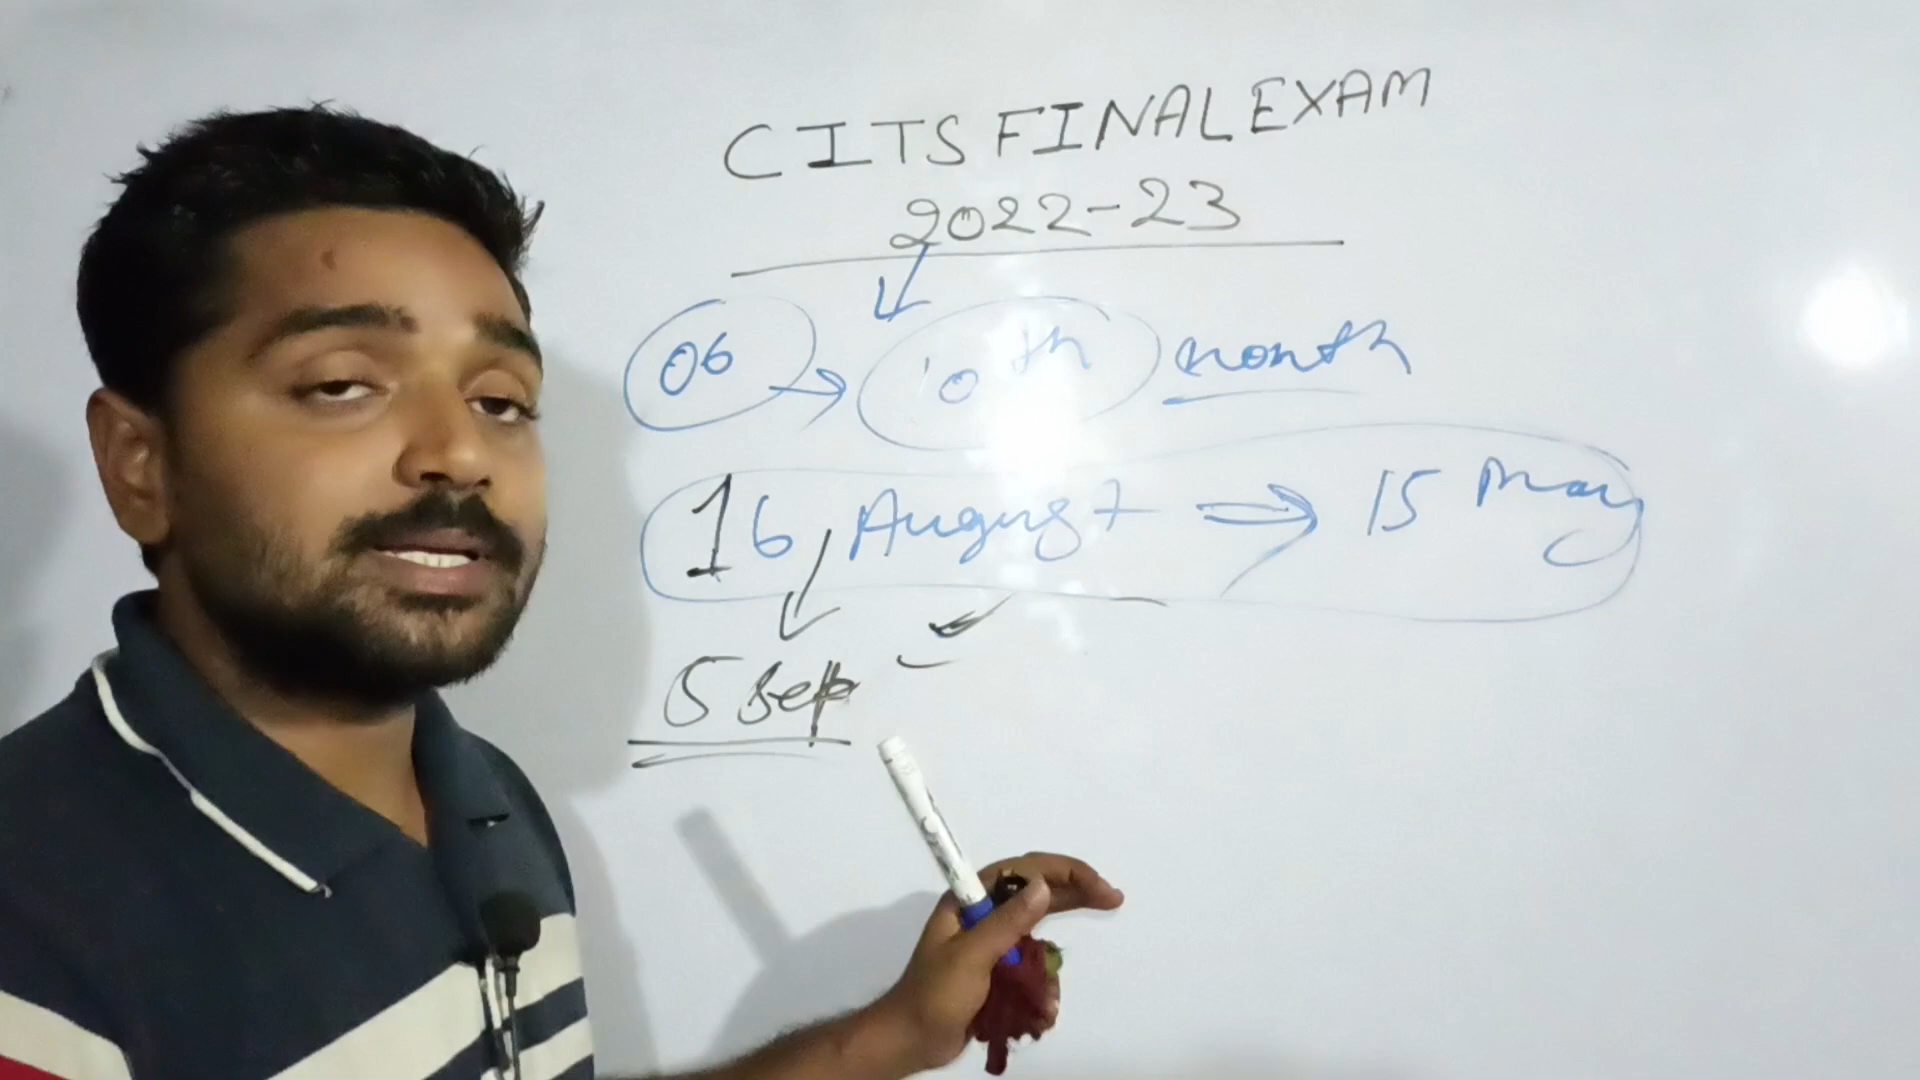 CITS FINAL EXAM
2022-23
06 → 10th month
16 August → 15 May
5 Sep